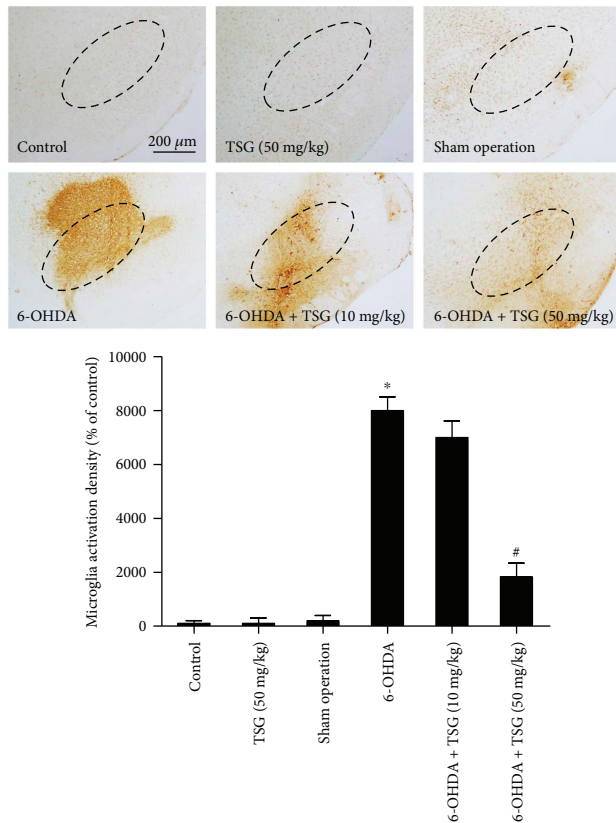 Control
200 μm
TSG (50 mg/kg)
Sham operation
6-OHDA
6-OHDA + TSG (10 mg/kg)
6-OHDA + TSG (50 mg/kg)
Microglia activation density (% of control)
10000
8000
6000
4000
2000
0
*
#
Control
TSG (50 mg/kg)
Sham operation
6-OHDA
6-OHDA + TSG (10 mg/kg)
6-OHDA + TSG (50 mg/kg)